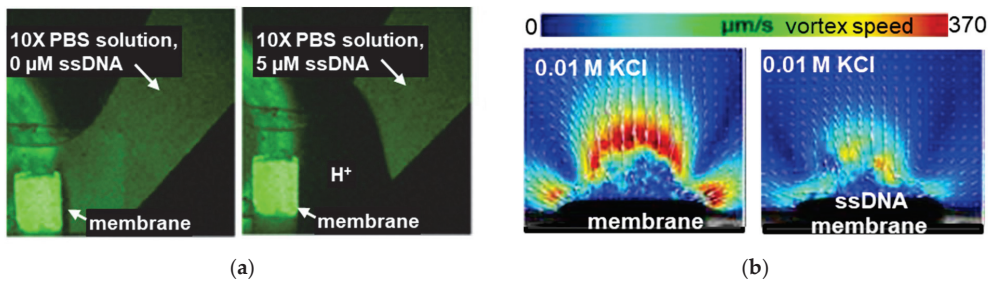 10X PBS solution,
0 µM ssDNA
membrane
10X PBS solution,
5 µM ssDNA
H+
membrane
(a)
0
µm/s
vortex speed
370
0.01 M KCl
membrane
0.01 M KCl
ssDNA
membrane
(b)